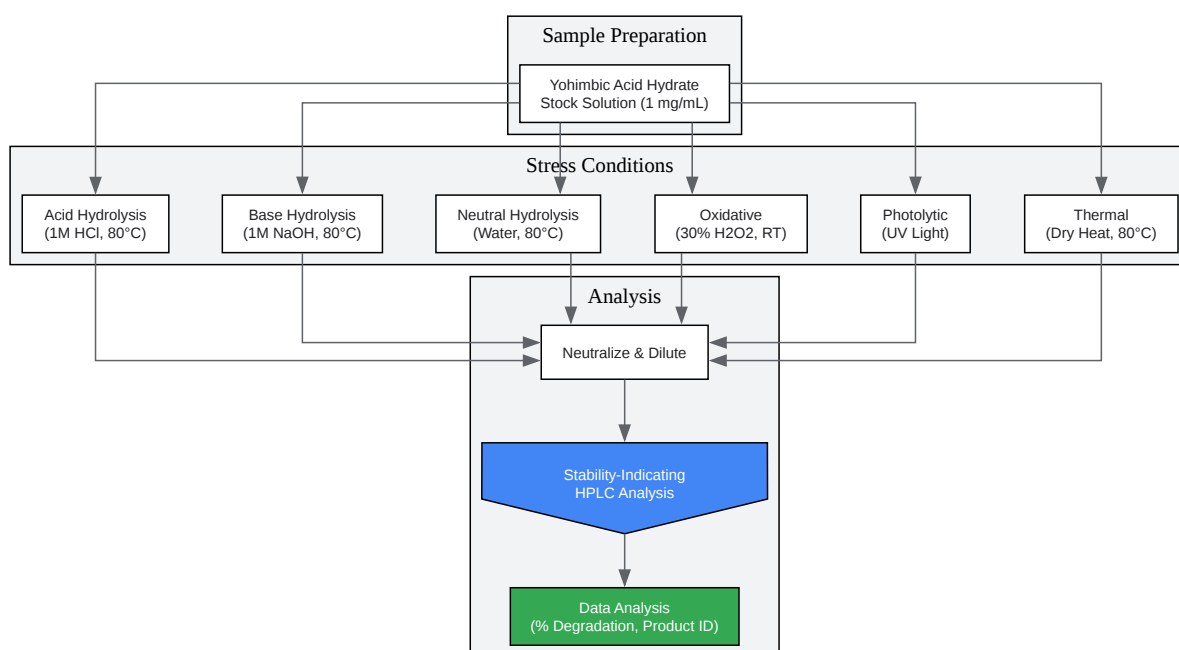 Sample Preparation
Yohimbic Acid Hydrate
Stock Solution (1 mg/mL)
Stress Conditions
Acid Hydrolysis
(1M HCl, 80°C)
Base Hydrolysis
(1M NaOH, 80°C)
Neutral Hydrolysis
(Water, 80°C)
Oxidative
(30% H2O2, RT)
Photolytic
(UV Light)
Thermal
(Dry Heat, 80°C)
Analysis
Neutralize & Dilute
Stability-Indicating
HPLC Analysis
Data Analysis
(% Degradation, Product ID)